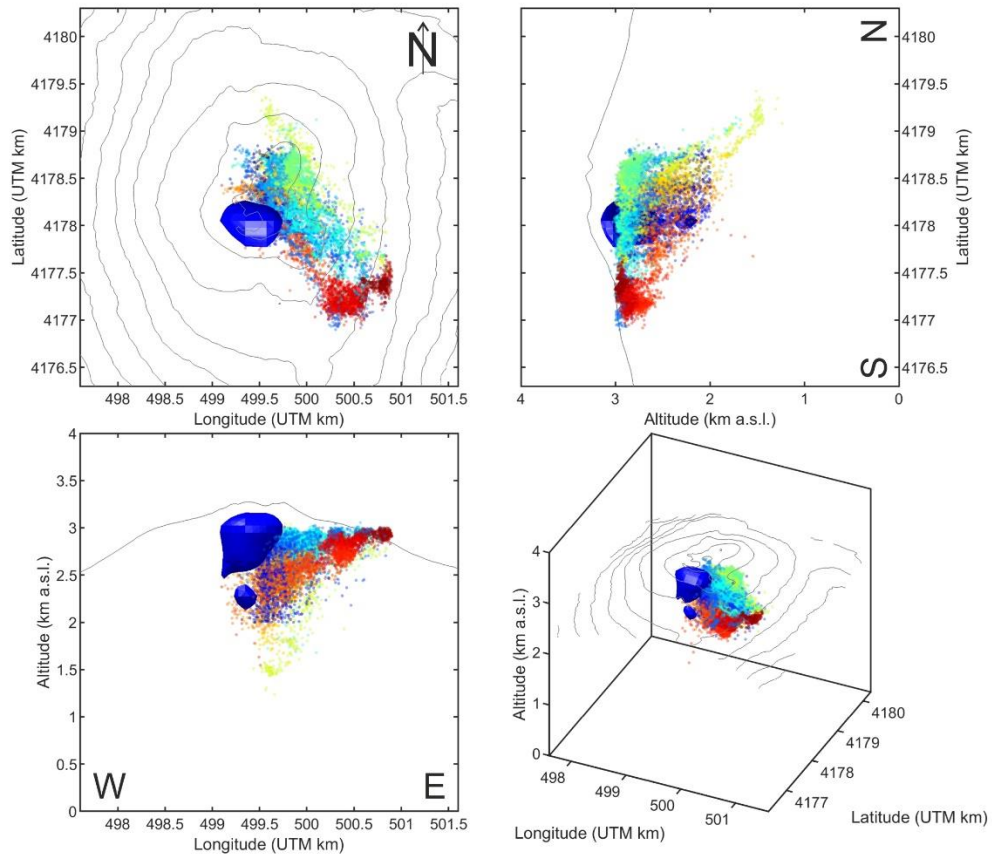 4180
4179.5
4179
4178.5
4178
4177.5
4177
4176.5
Latitude (UTM km)
N
498 498.5 499 499.5 500 500.5 501 501.5
Longitude (UTM km)
N
S
4180
4179.5
4179
4178.5
4178
4177.5
4177
4176.5
Latitude (UTM km)
4 3 2 1 0
Altitude (km a.s.l.)
4
3.5
3
2.5
2
1.5
1
0.5
0
Altitude (km a.s.l.)
W E
498 498.5 499 499.5 500 500.5 501 501.5
Longitude (UTM km)
4
3
2
1
0
Altitude (km a.s.l.)
498
499
500
501
Longitude (UTM km)
4180
4179
4178
4177
Latitude (UTM km)